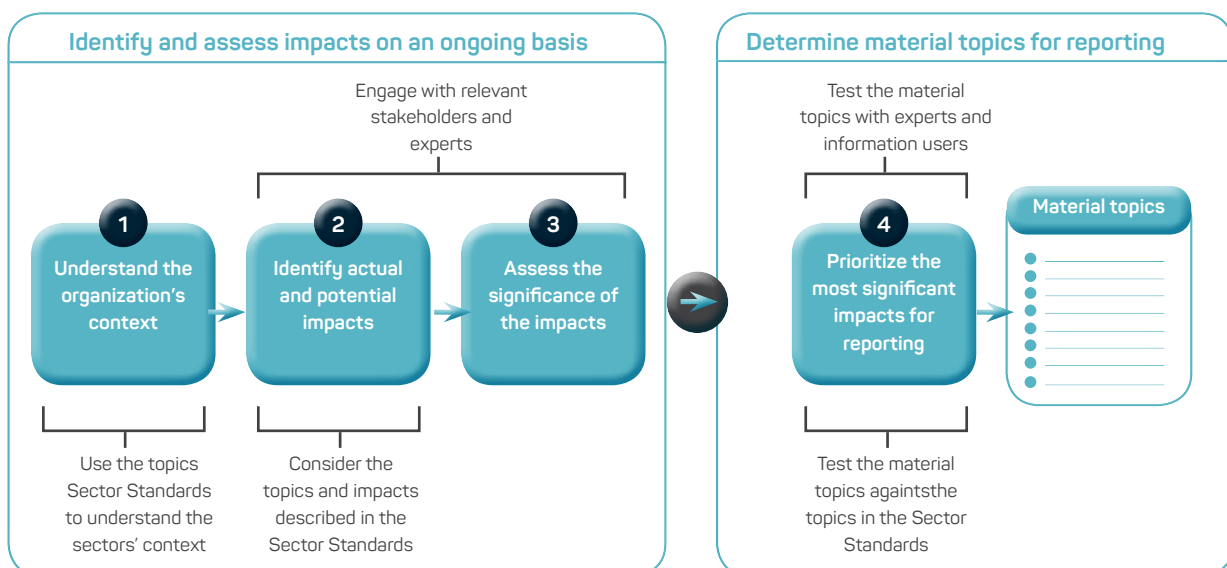 Identify and assess impacts on an ongoing basis
Engage with relevant
stakeholders and
experts
1
Understand the
organization's
context
2
Identify actual
and potential
impacts
3
Assess the
significance of
the impacts
Use the topics
Sector Standards
to understand the
sectors' context
Consider the
topics and impacts
described in the
Sector Standards
Determine material topics for reporting
Test the material
topics with experts and
information users
4
Prioritize the
most significant
impacts for
reporting
Test the material
topics againtsthe
topics in the Sector
Standards
Material topics